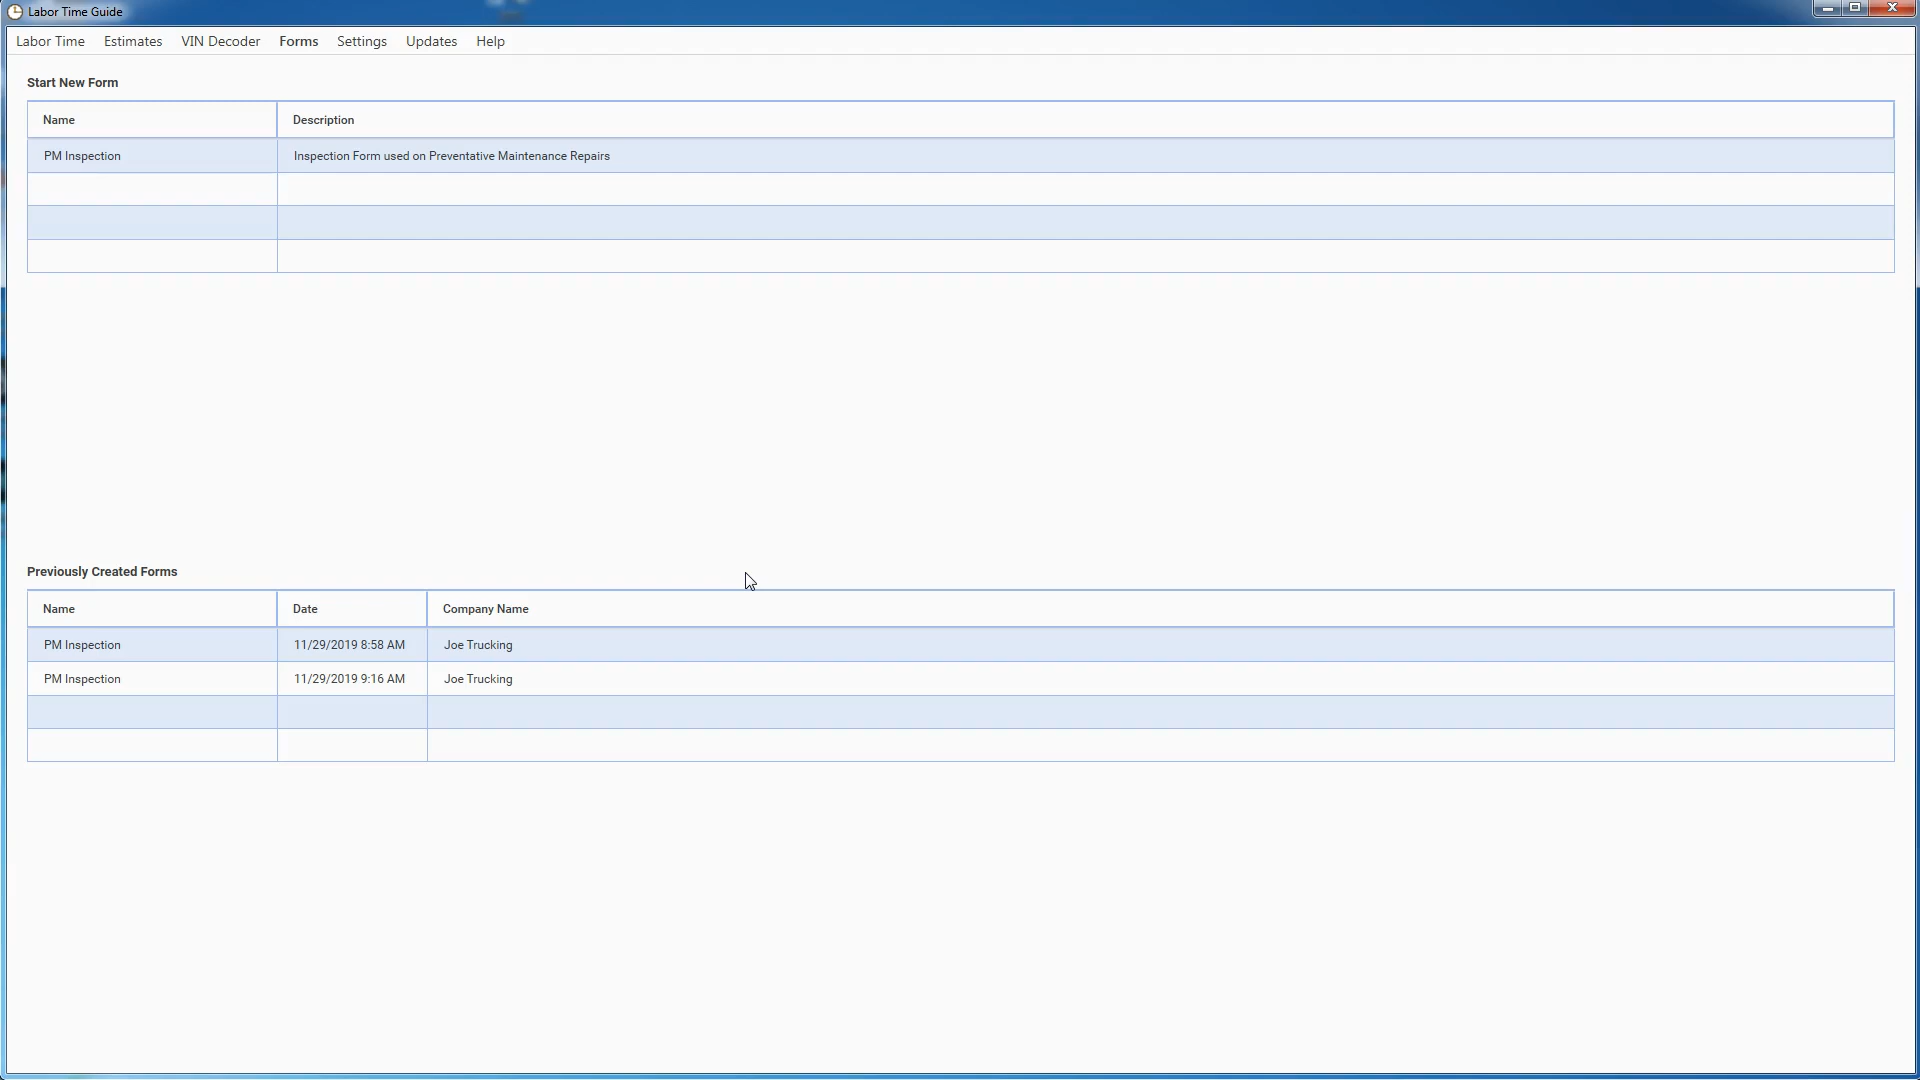 Labor Time Guide
Labor Time Estimates VIN Decoder Forms Settings Updates Help
Start New Form
Name Description
PM Inspection Inspection Form used on Preventative Maintenance Repairs
Previously Created Forms
Name Date Company Name
PM Inspection 11/29/2019 8:58 AM Joe Trucking
PM Inspection 11/29/2019 9:16 AM Joe Trucking